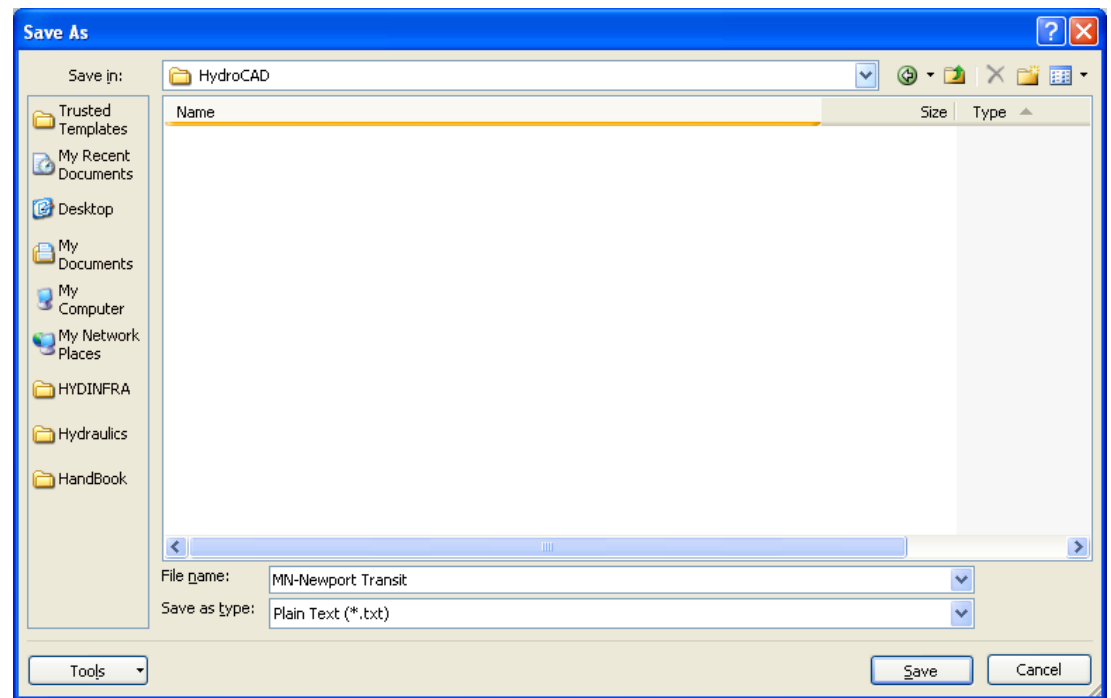 Save As
Save in:
HydroCAD
Trusted
Templates
My Recent
Documents
Desktop
My
Documents
My
Computer
My Network
Places
HYDINFRA
Hydraulics
HandBook
Name
Size
Type
File name:
MN-Newport Transit
Save as type:
Plain Text (*.txt)
Tools
Save
Cancel